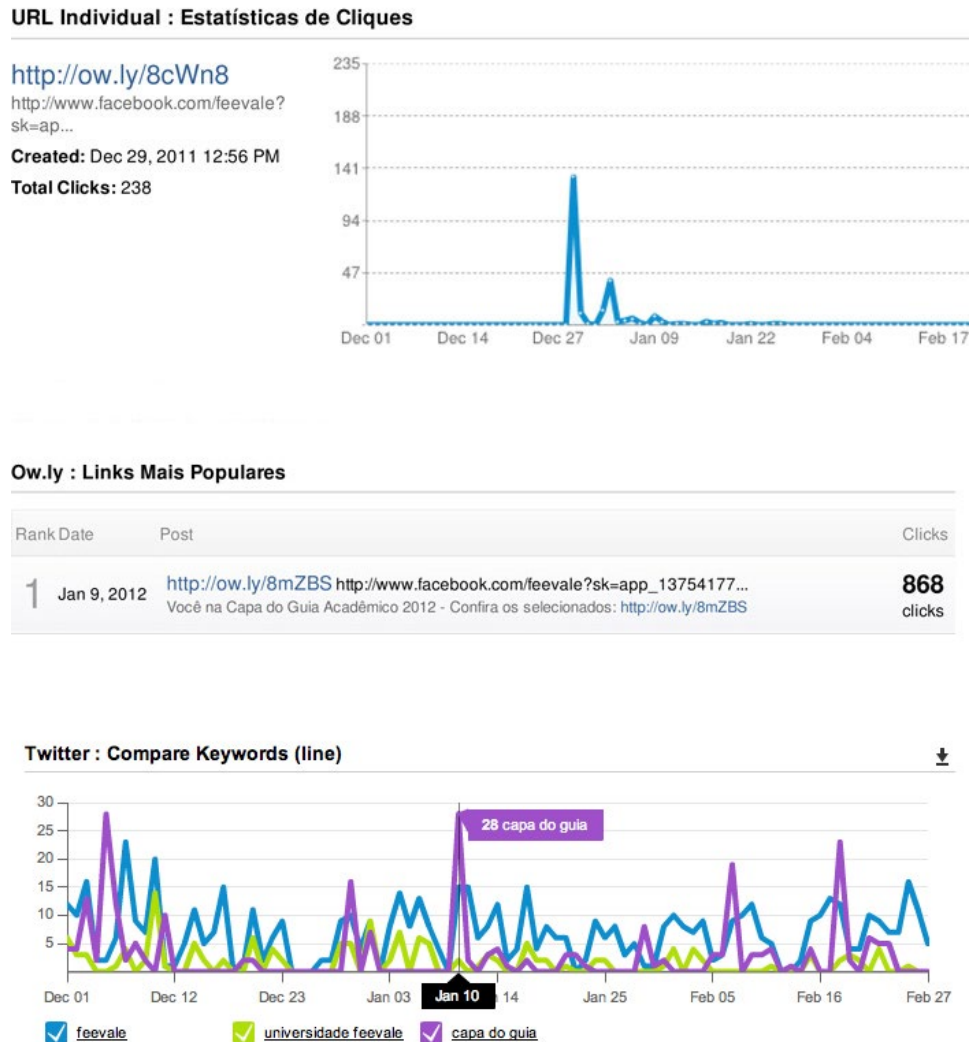 URL Individual : Estatísticas de Cliques
http://ow.ly/8cWn8
http://www.facebook.com/feevale?
sk=ap...
Created: Dec 29, 2011 12:56 PM
Total Clicks: 238
235
188
141
94
47
Dec 01 Dec 14 Dec 27 Jan 09 Jan 22 Feb 04 Feb 17
Ow.ly : Links Mais Populares
Rank Date Post Clicks
1 Jan 9, 2012 http://ow.ly/8mZBS http://www.facebook.com/feevale?sk=app_13754177... 868
Você na Capa do Guia Acadêmico 2012 - Confira os selecionados: http://ow.ly/8mZBS clicks
Twitter : Compare Keywords (line)
30
25
28 capa do guia
20
15
10
5
Dec 01 Dec 12 Dec 23 Jan 03 Jan 10 14 Jan 25 Feb 05 Feb 16 Feb 27
feevale universidade feevale capa do guia